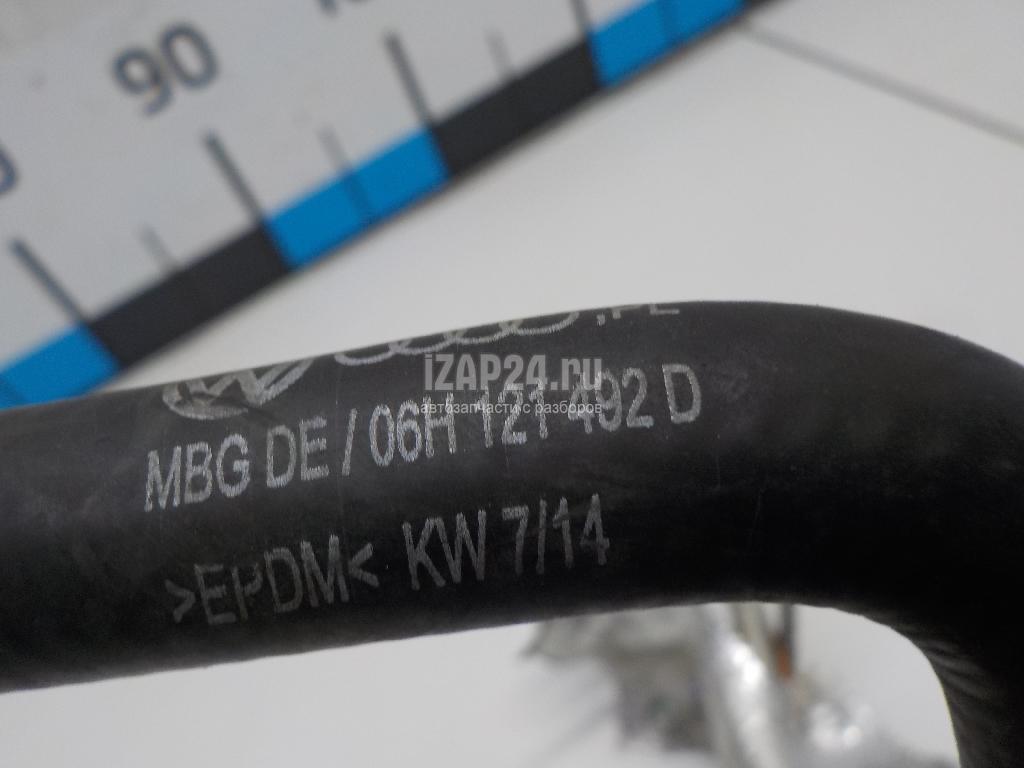 90
iZAP24.ru
автозапчасти с разборов
MBG DE / 06H 121 492 D
>EPDM< KW 7/14